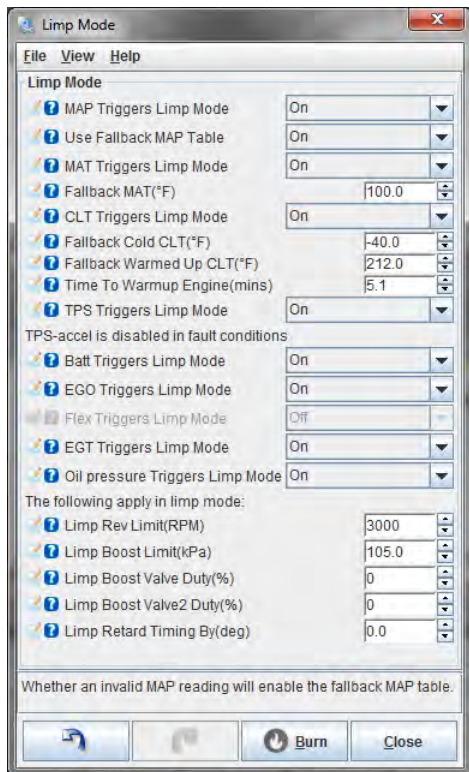 Limp Mode
File View Help
Limp Mode
MAP Triggers Limp Mode On
Use Fallback MAP Table On
MAT Triggers Limp Mode On
Fallback MAT(°F) 100.0
CLT Triggers Limp Mode On
Fallback Cold CLT(°F) -40.0
Fallback Warmed Up CLT(°F) 212.0
Time To Warmup Engine(mins) 5.1
TPS Triggers Limp Mode On
TPS-accel is disabled in fault conditions
Batt Triggers Limp Mode On
EGO Triggers Limp Mode On
Flex Triggers Limp Mode Off
EGT Triggers Limp Mode On
Oil pressure Triggers Limp Mode On
The following apply in limp mode:
Limp Rev Limit(RPM) 3000
Limp Boost Limit(kPa) 105.0
Limp Boost Valve Duty(%) 0
Limp Boost Valve2 Duty(%) 0
Limp Retard Timing By(deg) 0.0
Whether an invalid MAP reading will enable the fallback MAP table.
Burn Close